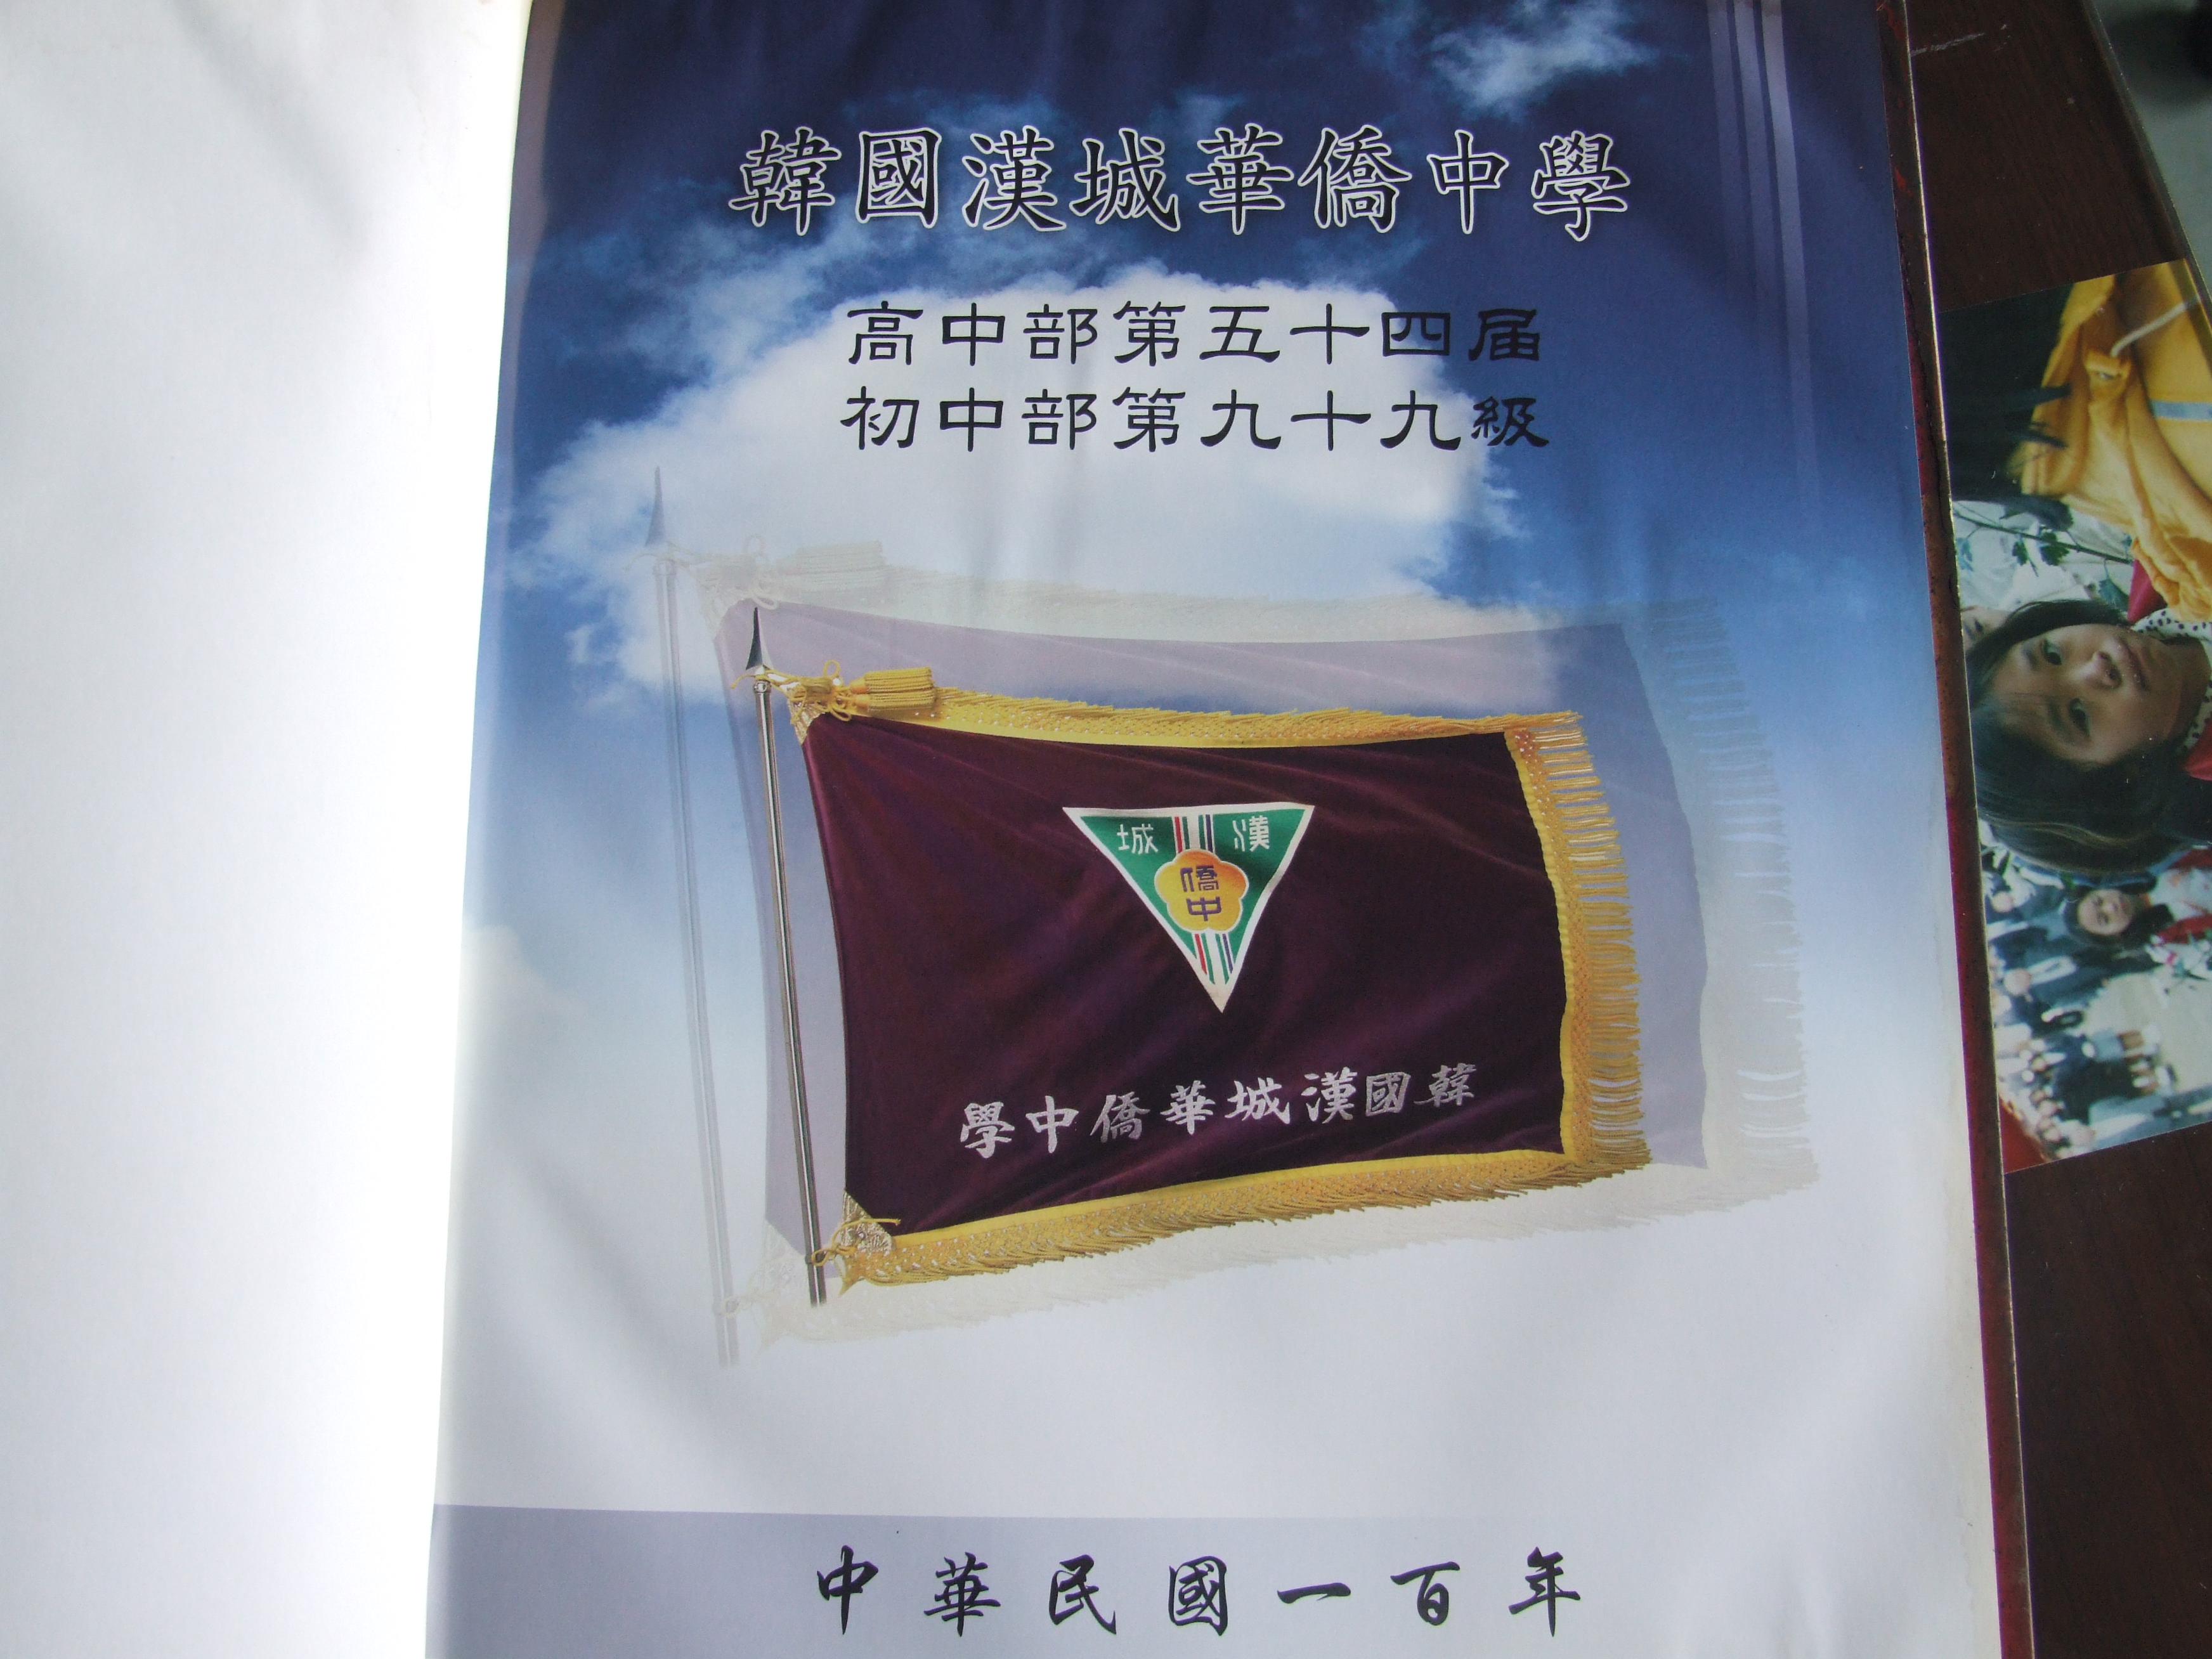 韓國漢城華僑中學
高中部第五十四届
初中部第九十九級
城 漢
僑
中
學中僑華城漢國韓
中華民國一百年